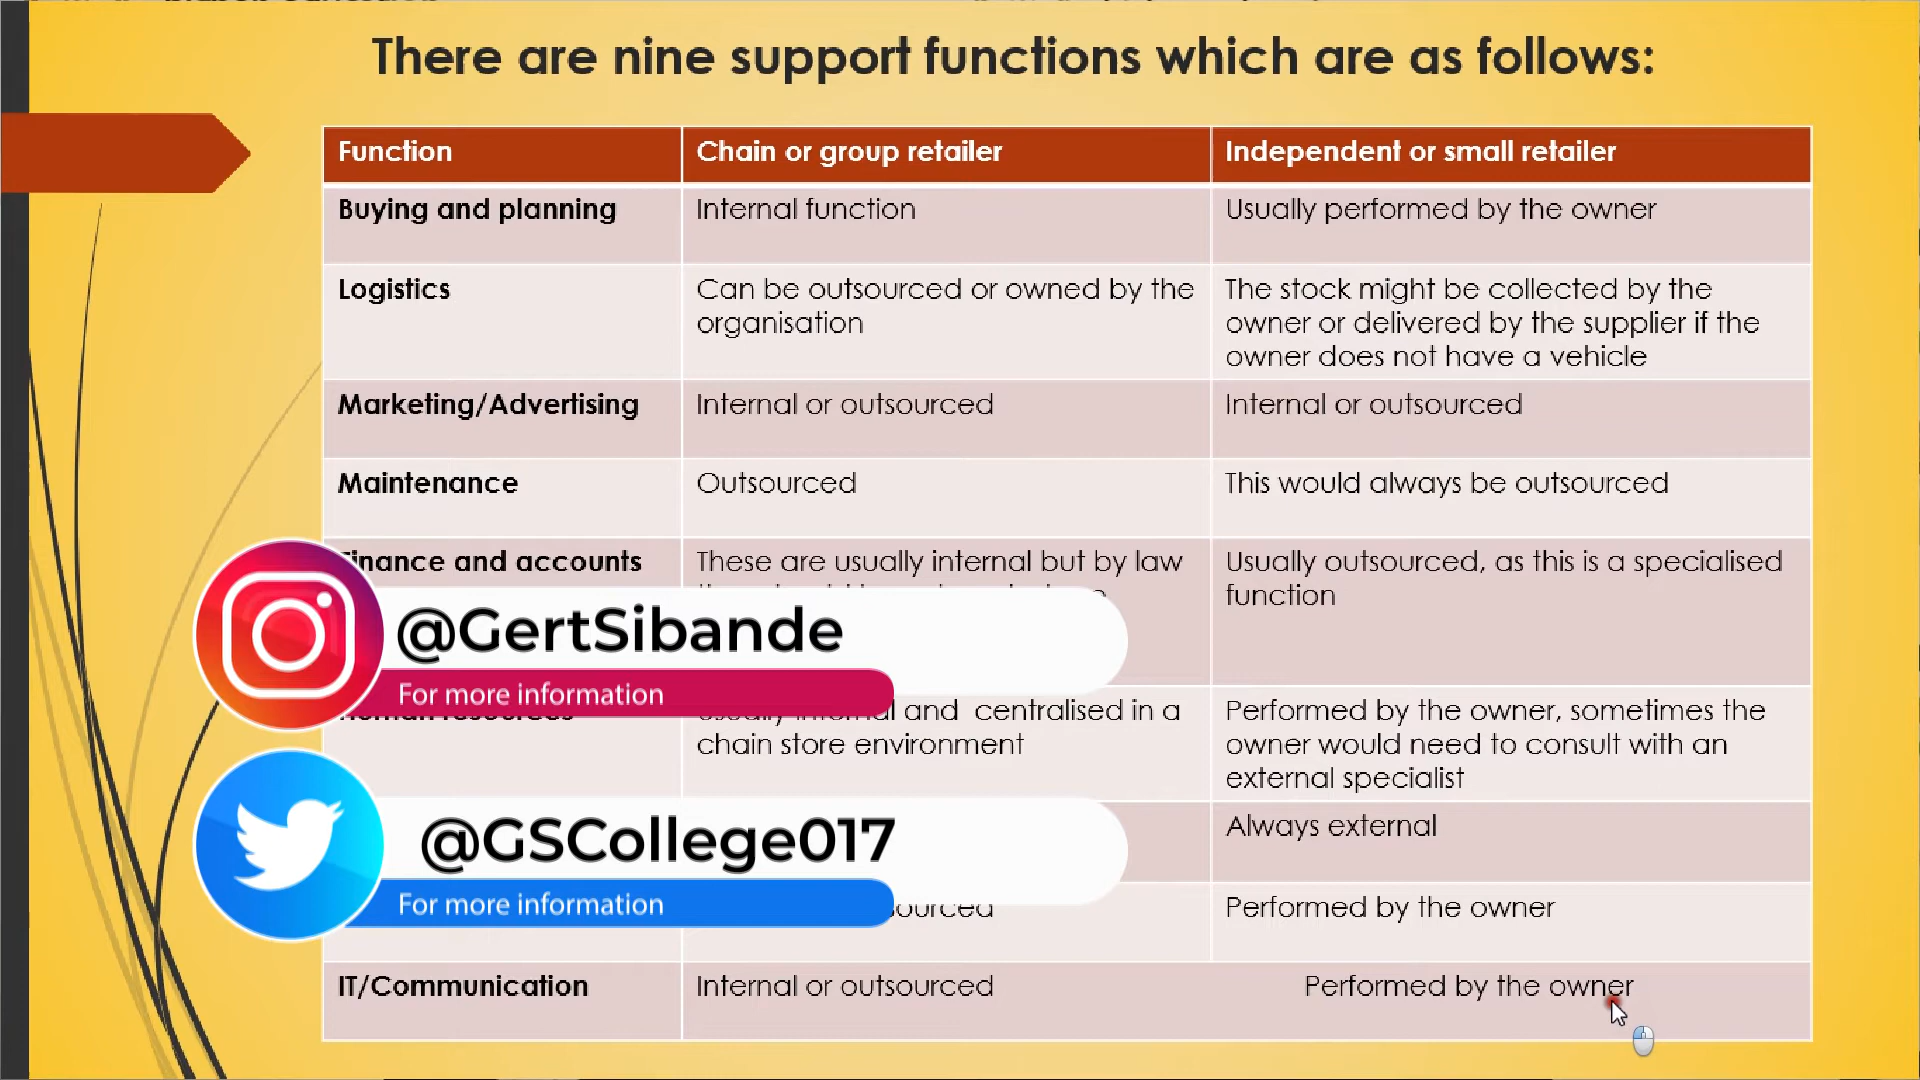 There are nine support functions which are as follows:
Function
Chain or group retailer
Independent or small retailer
Buying and planning
Internal function
Usually performed by the owner
Logistics
Can be outsourced or owned by the
organisation
The stock might be collected by the
owner or delivered by the supplier if the
owner does not have a vehicle
Marketing/Advertising
Internal or outsourced
Internal or outsourced
Maintenance
Outsourced
This would always be outsourced
Finance and accounts
These are usually internal but by law
Usually outsourced, as this is a specialised
function
@GertSibande
For more information
and centralised in a
chain store environment
Performed by the owner, sometimes the
owner would need to consult with an
external specialist
@GSCollege017
For more information
Always external
Performed by the owner
IT/Communication
Internal or outsourced
Performed by the owner